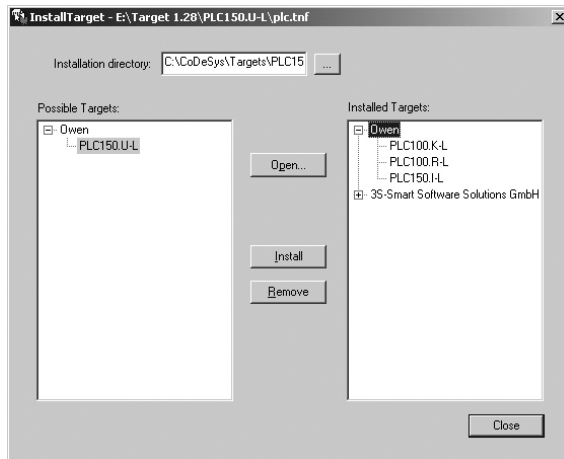 InstallTarget - E:\Target 1.28\PLC150.U-L\plc.tnf
Installation directory: C:\CoDeSys\Targets\PLC15 ...
Possible Targets:
Owen
PLC150.U-L
Open...
Install
Remove
Installed Targets:
Owen
PLC100.K-L
PLC100.R-L
PLC150.I-L
3S-Smart Software Solutions GmbH
Close